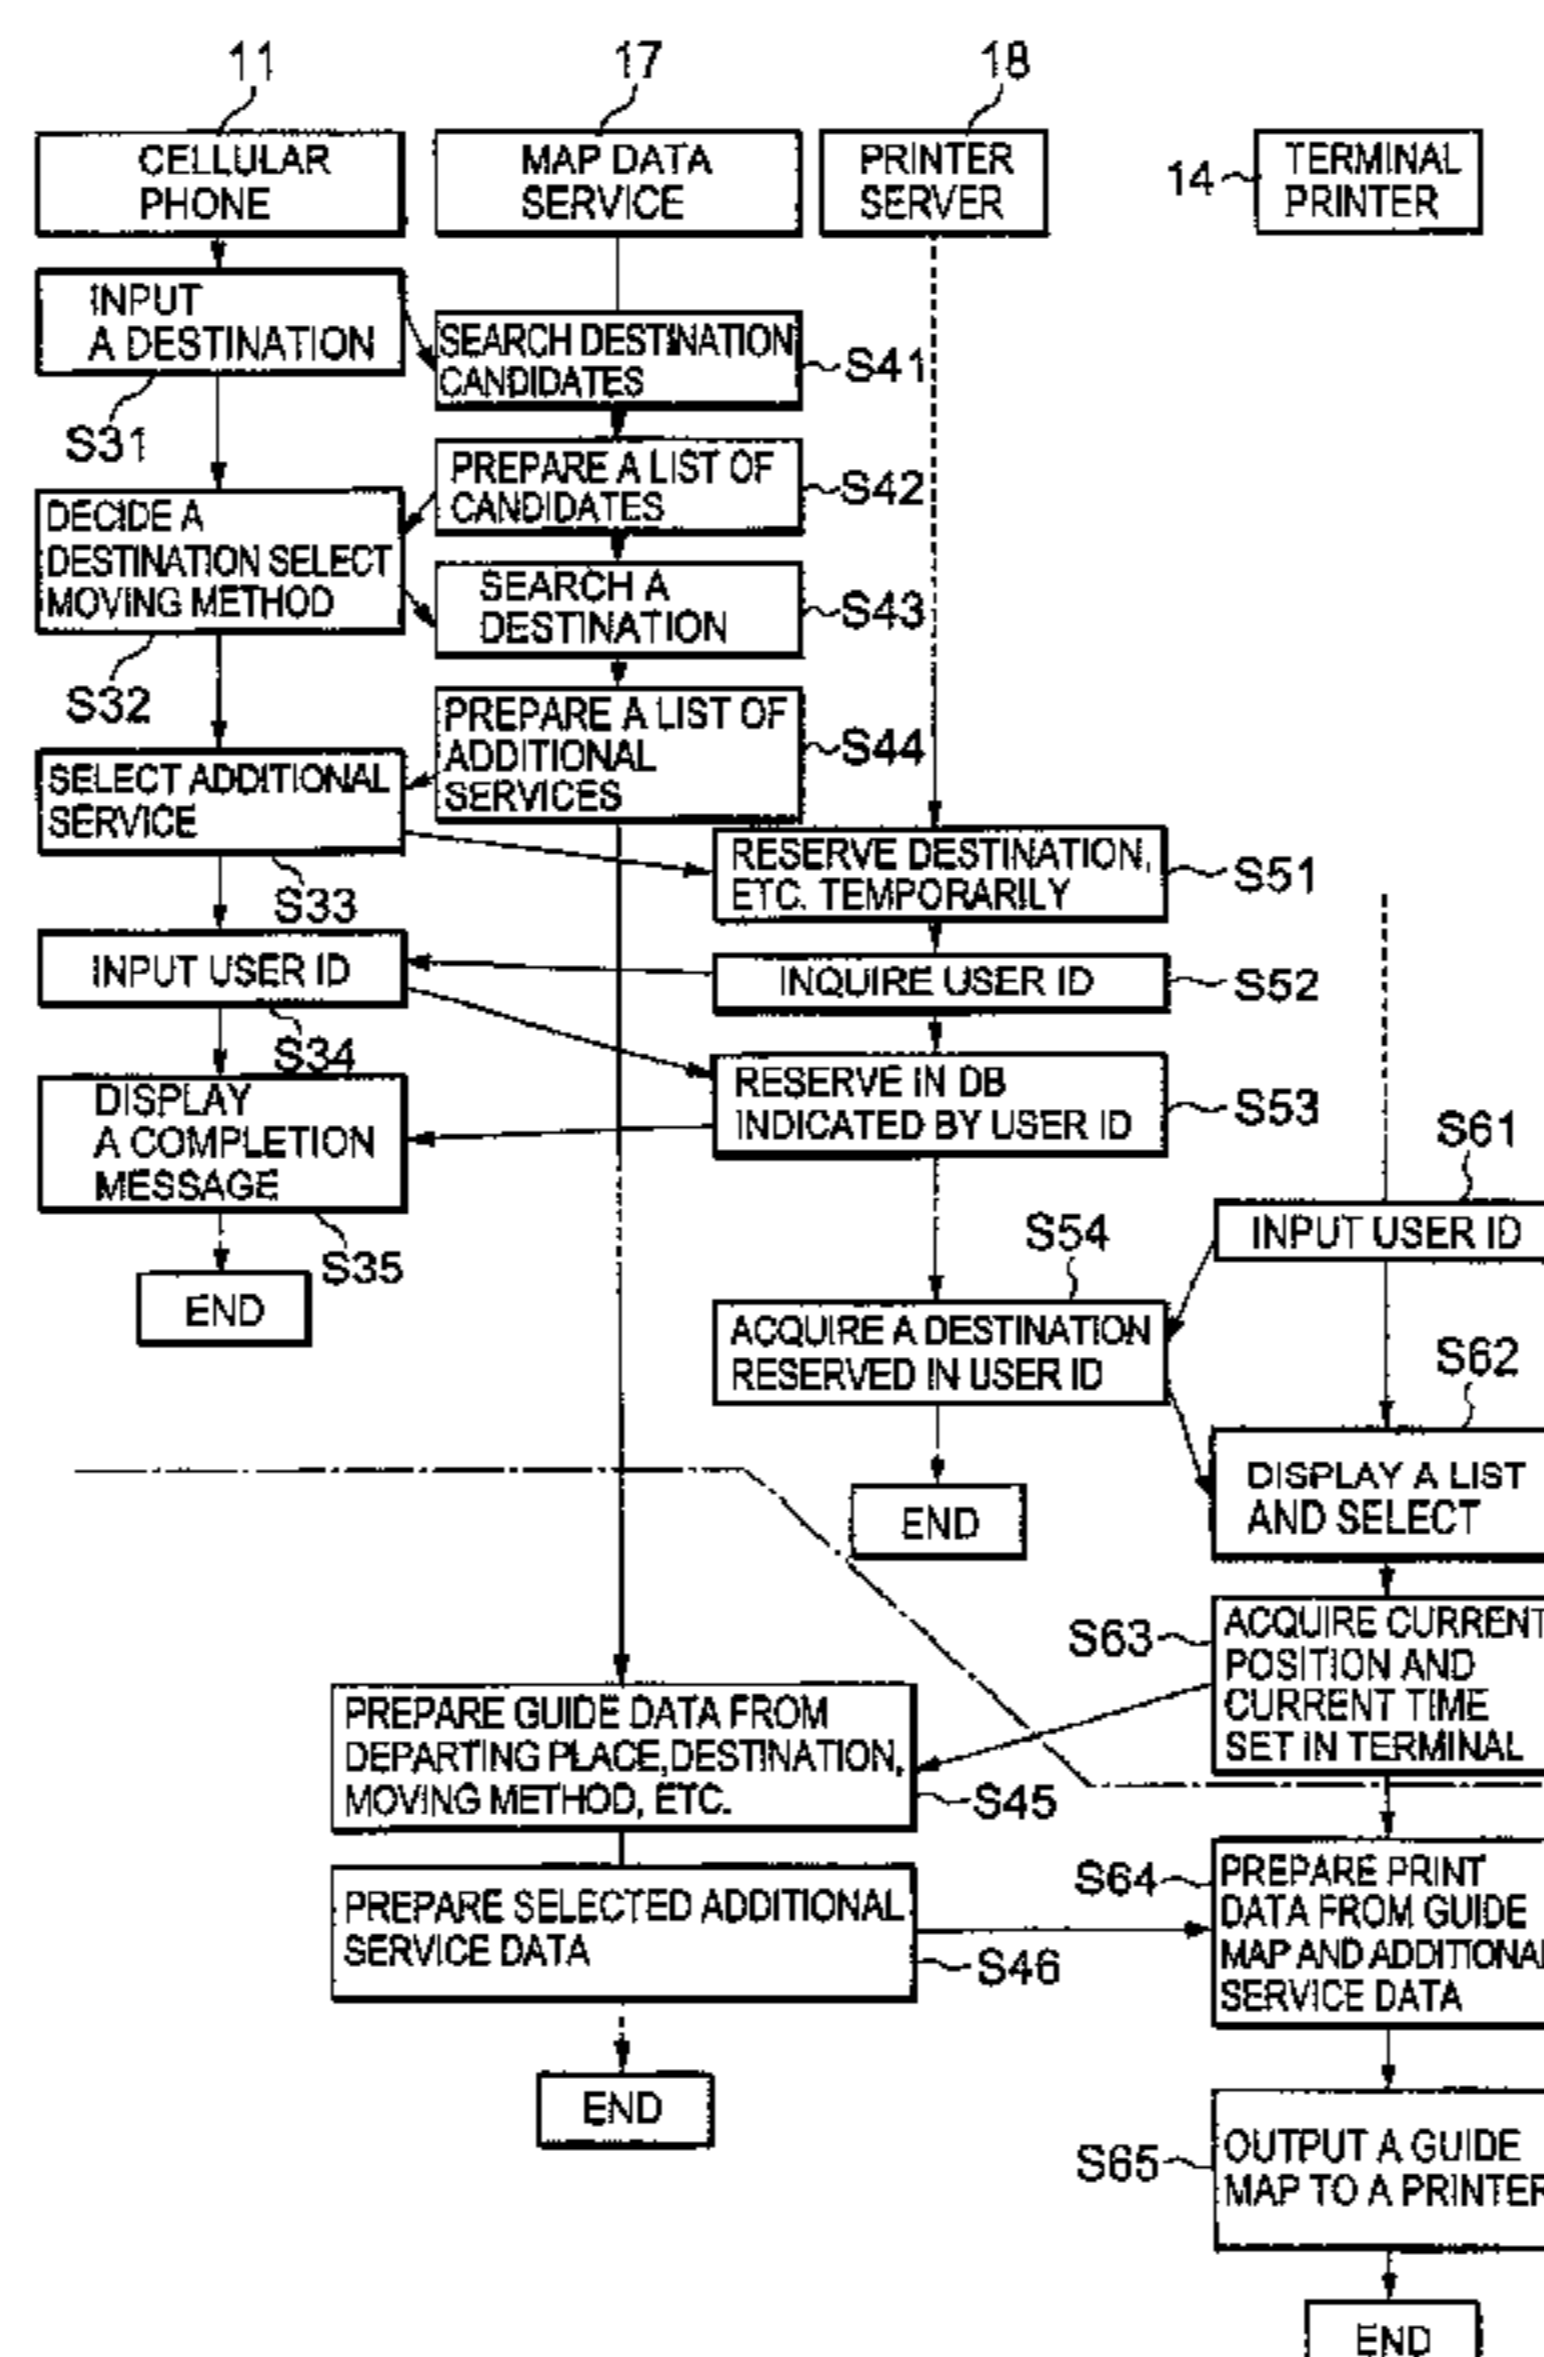 11
17
18
CELLULAR
PHONE
MAP DATA
SERVICE
PRINTER
SERVER
14
TERMINAL
PRINTER
INPUT
A DESTINATION
S31
SEARCH DESTINATION
CANDIDATES
S41
PREPARE A LIST OF
CANDIDATES
S42
DECIDE A
DESTINATION SELECT
MOVING METHOD
S32
SEARCH A
DESTINATION
S43
PREPARE A LIST OF
ADDITIONAL
SERVICES
S44
SELECT ADDITIONAL
SERVICE
S33
RESERVE DESTINATION,
ETC. TEMPORARILY
S51
INPUT USER ID
S34
INQUIRE USER ID
S52
RESERVE IN DB
INDICATED BY USER ID
S53
DISPLAY
A COMPLETION
MESSAGE
S35
END
S61
INPUT USER ID
S54
ACQUIRE A DESTINATION
RESERVED IN USER ID
END
S62
DISPLAY A LIST
AND SELECT
S63
ACQUIRE CURRENT
POSITION AND
CURRENT TIME
SET IN TERMINAL
PREPARE GUIDE DATA FROM
DEPARTING PLACE, DESTINATION,
MOVING METHOD, ETC.
S45
PREPARE SELECTED ADDITIONAL
SERVICE DATA
S46
END
S64
PREPARE PRINT
DATA FROM GUIDE
MAP AND ADDITIONAL
SERVICE DATA
S65
OUTPUT A GUIDE
MAP TO A PRINTER
END